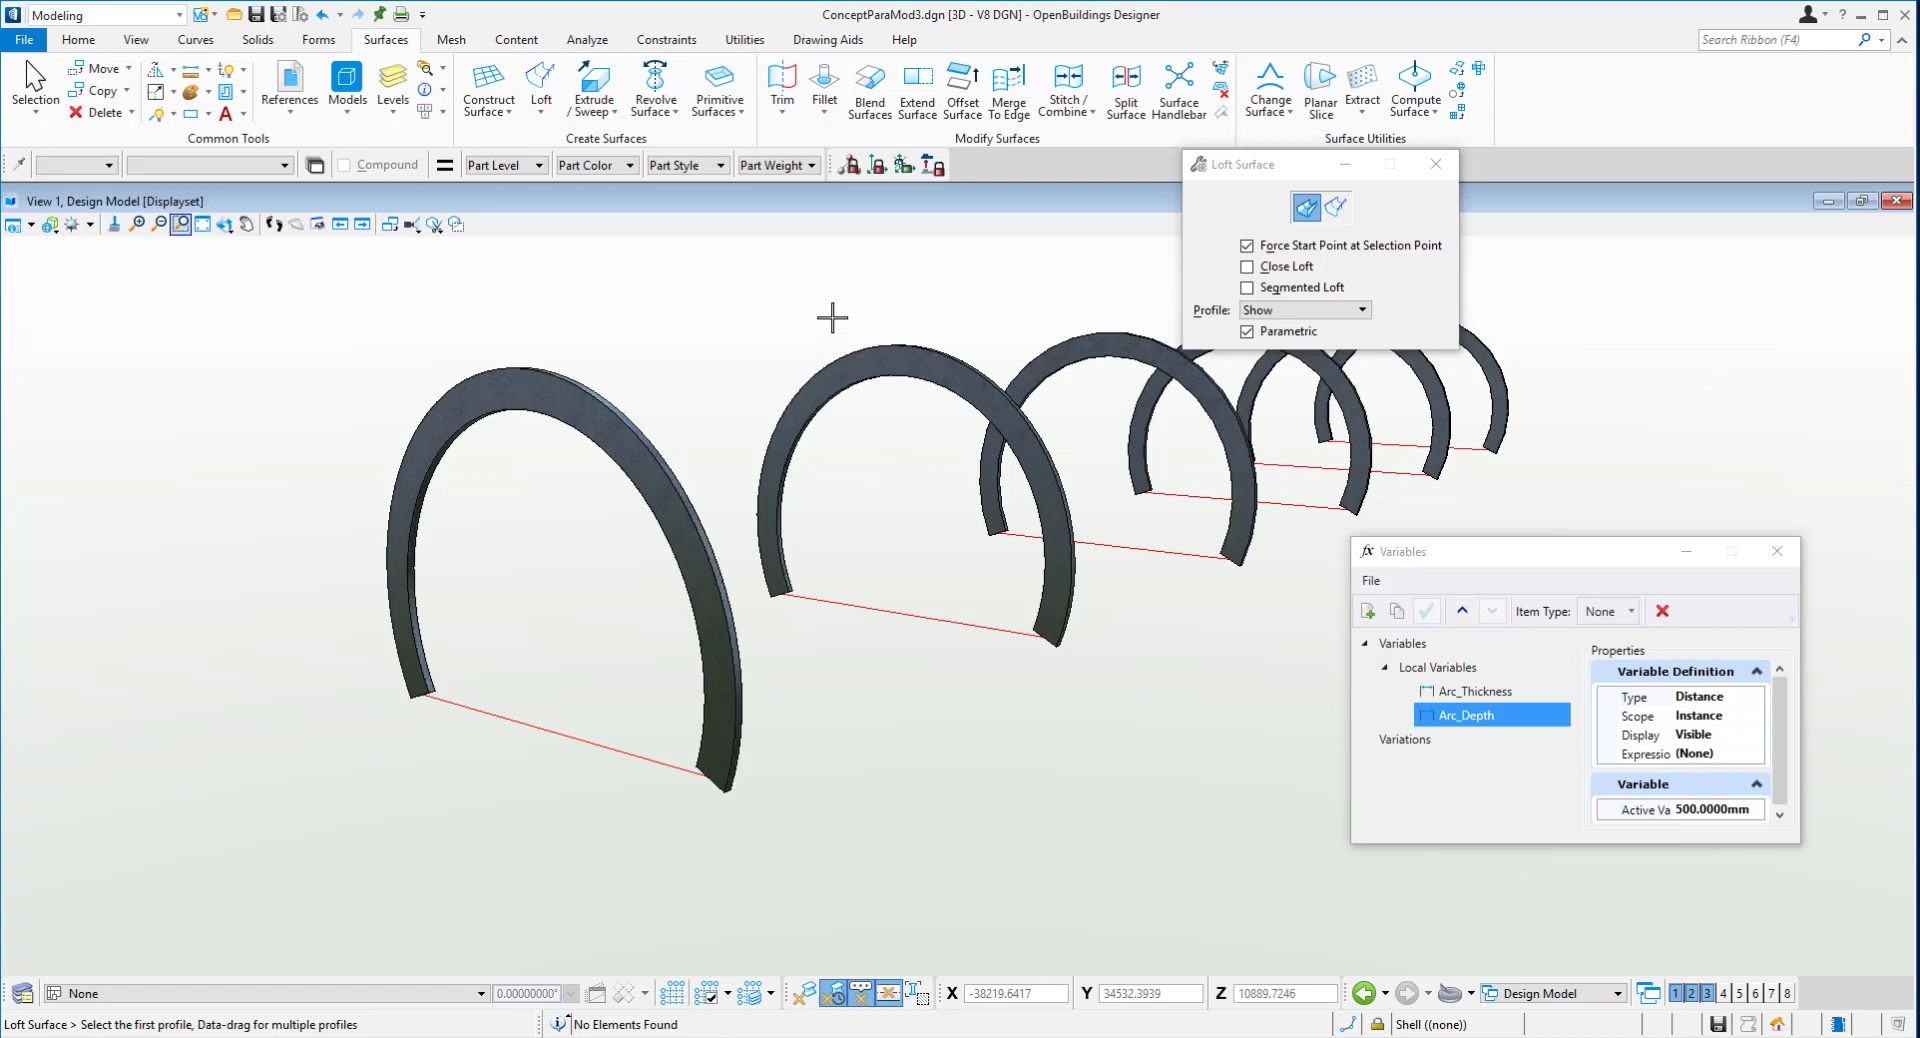 Modeling
ConceptParaMod3.dgn [3D - V8 DGN] - OpenBuildings Designer
File Home View Curves Solids Forms Surfaces Mesh Content Analyze Constraints Utilities Drawing Aids Help
Search Ribbon (F4)
Selection
Move
Copy
Delete
References Models Levels
Common Tools
Construct Surface
Loft
Extrude / Sweep
Revolve Surface
Primitive Surfaces
Create Surfaces
Trim
Fillet
Blend Surfaces
Extend Surface
Offset Surface
Merge To Edge
Stitch / Combine
Split Surface
Surface Handlebar
Modify Surfaces
Change Surface
Planar Slice
Extract
Compute Surface
Surface Utilities
Compound Part Level Part Color Part Style Part Weight
View 1, Design Model [Displayset]
Loft Surface
Force Start Point at Selection Point
Close Loft
Segmented Loft
Profile: Show
Parametric
fx Variables
File
Item Type: None
Variables
Local Variables
Arc_Thickness
Arc_Depth
Variations
Properties
Variable Definition
Type Distance
Scope Instance
Display Visible
Expressio (None)
Variable
Active Va 500.0000mm
None 0.00000000° X -38219.6417 Y 34532.3939 Z 10889.7246 Design Model 1 2 3 4 5 6 7 8
Loft Surface > Select the first profile, Data-drag for multiple profiles No Elements Found Shell ((none))